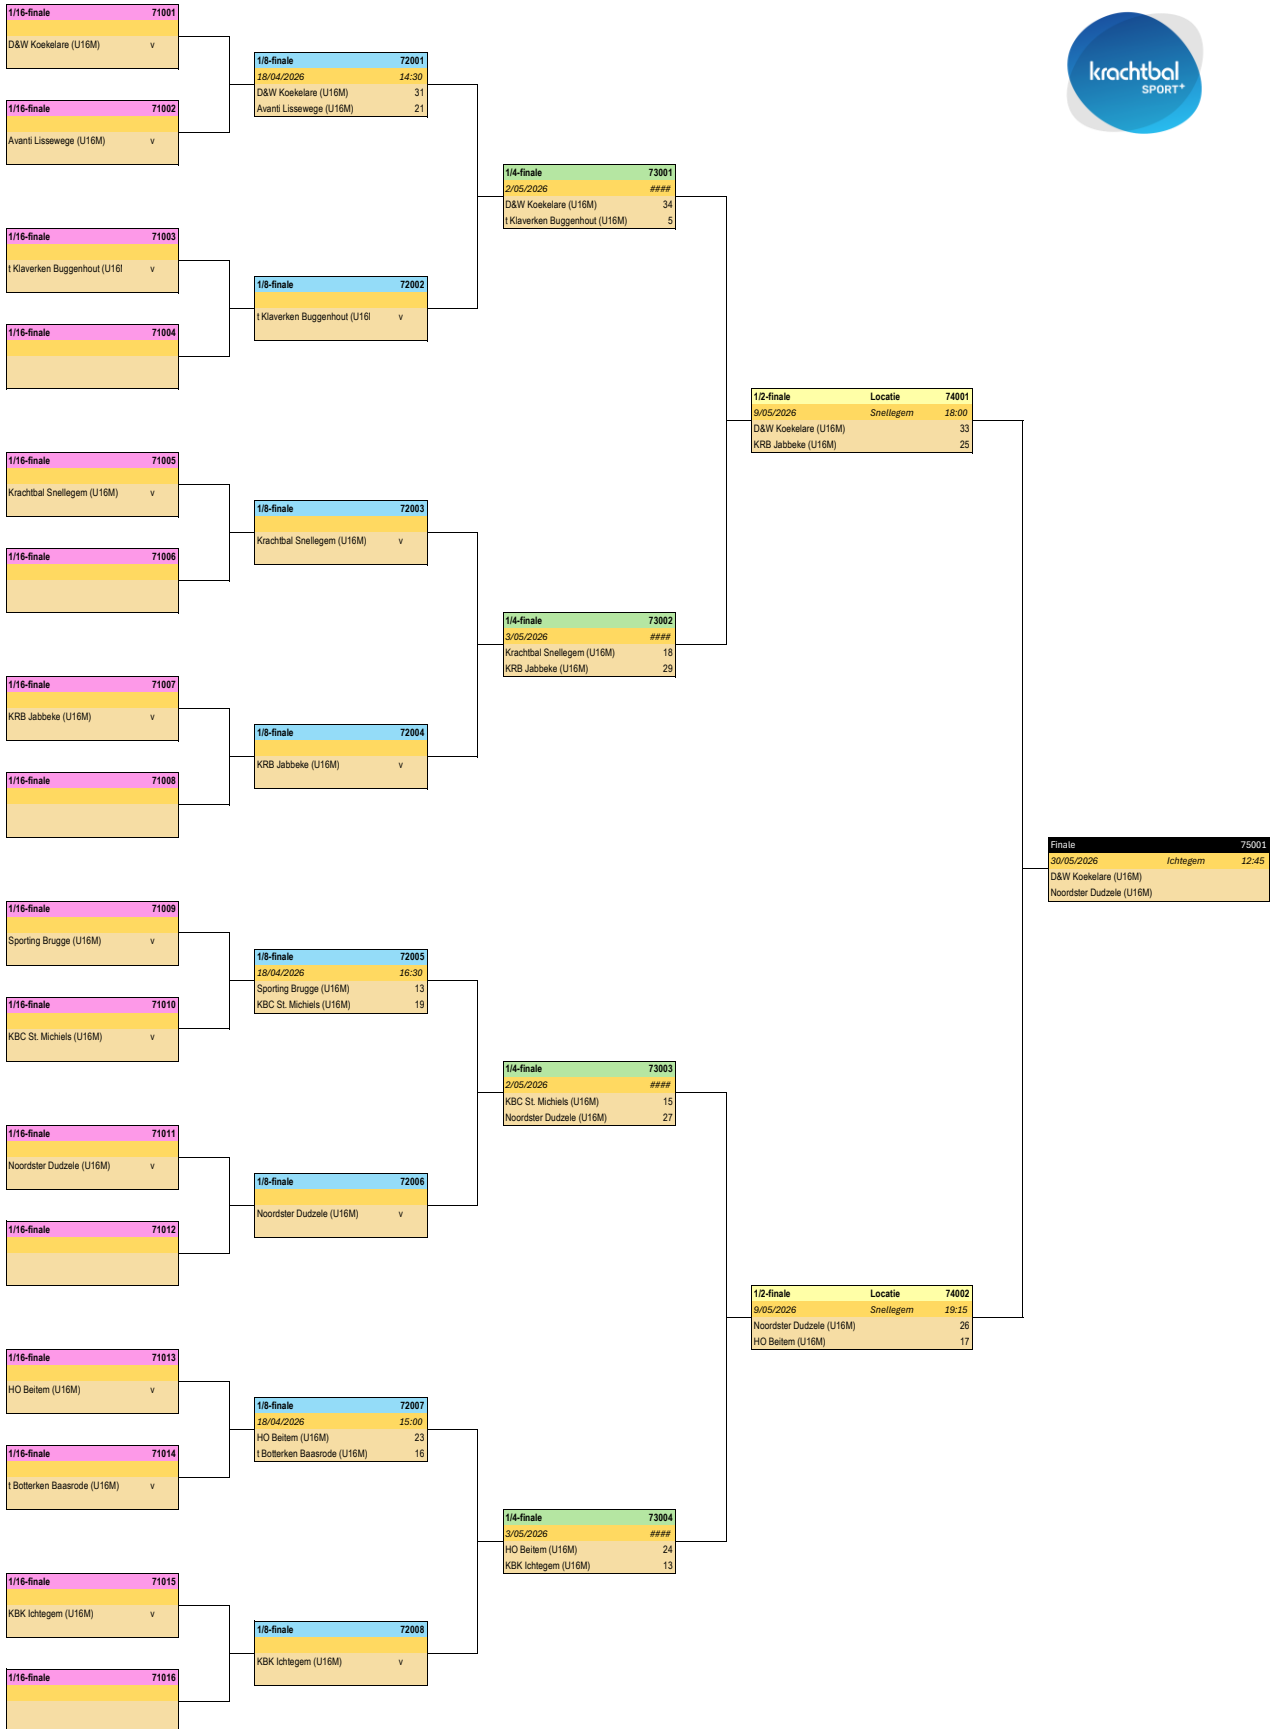 1/16-finale 71001
D&W Koekelare (U16M) v
1/16-finale 71002
Avanti Lissewege (U16M) v
1/16-finale 71003
t Klaverken Buggenhout (U16I v
1/16-finale 71004
1/16-finale 71005
Krachtbal Snellegem (U16M) v
1/16-finale 71006
1/16-finale 71007
KRB Jabbeke (U16M) v
1/16-finale 71008
1/16-finale 71009
Sporting Brugge (U16M) v
1/16-finale 71010
KBC St. Michiels (U16M) v
1/16-finale 71011
Noordster Dudzele (U16M) v
1/16-finale 71012
1/16-finale 71013
HO Beitem (U16M) v
1/16-finale 71014
t Botterken Baasrode (U16M) v
1/16-finale 71015
KBK Ichtegem (U16M) v
1/16-finale 71016
1/8-finale 72001
18/04/2026 14:30
D&W Koekelare (U16M) 31
Avanti Lissewege (U16M) 21
1/8-finale 72002
t Klaverken Buggenhout (U16I v
1/8-finale 72003
Krachtbal Snellegem (U16M) v
1/8-finale 72004
KRB Jabbeke (U16M) v
1/8-finale 72005
18/04/2026 16:30
Sporting Brugge (U16M) 13
KBC St. Michiels (U16M) 19
1/8-finale 72006
Noordster Dudzele (U16M) v
1/8-finale 72007
18/04/2026 15:00
HO Beitem (U16M) 23
t Botterken Baasrode (U16M) 16
1/8-finale 72008
KBK Ichtegem (U16M) v
1/4-finale 73001
2/05/2026 ####
D&W Koekelare (U16M) 34
t Klaverken Buggenhout (U16M) 5
1/4-finale 73002
3/05/2026 ####
Krachtbal Snellegem (U16M) 18
KRB Jabbeke (U16M) 29
1/4-finale 73003
2/05/2026 ####
KBC St. Michiels (U16M) 15
Noordster Dudzele (U16M) 27
1/4-finale 73004
3/05/2026 ####
HO Beitem (U16M) 24
KBK Ichtegem (U16M) 13
1/2-finale Locatie 74001
9/05/2026 Snellegem 18:00
D&W Koekelare (U16M) 33
KRB Jabbeke (U16M) 25
1/2-finale Locatie 74002
9/05/2026 Snellegem 19:15
Noordster Dudzele (U16M) 26
HO Beitem (U16M) 17
krachtbal
SPORT+
Finale 75001
30/05/2026 Ichtegem 12:45
D&W Koekelare (U16M)
Noordster Dudzele (U16M)